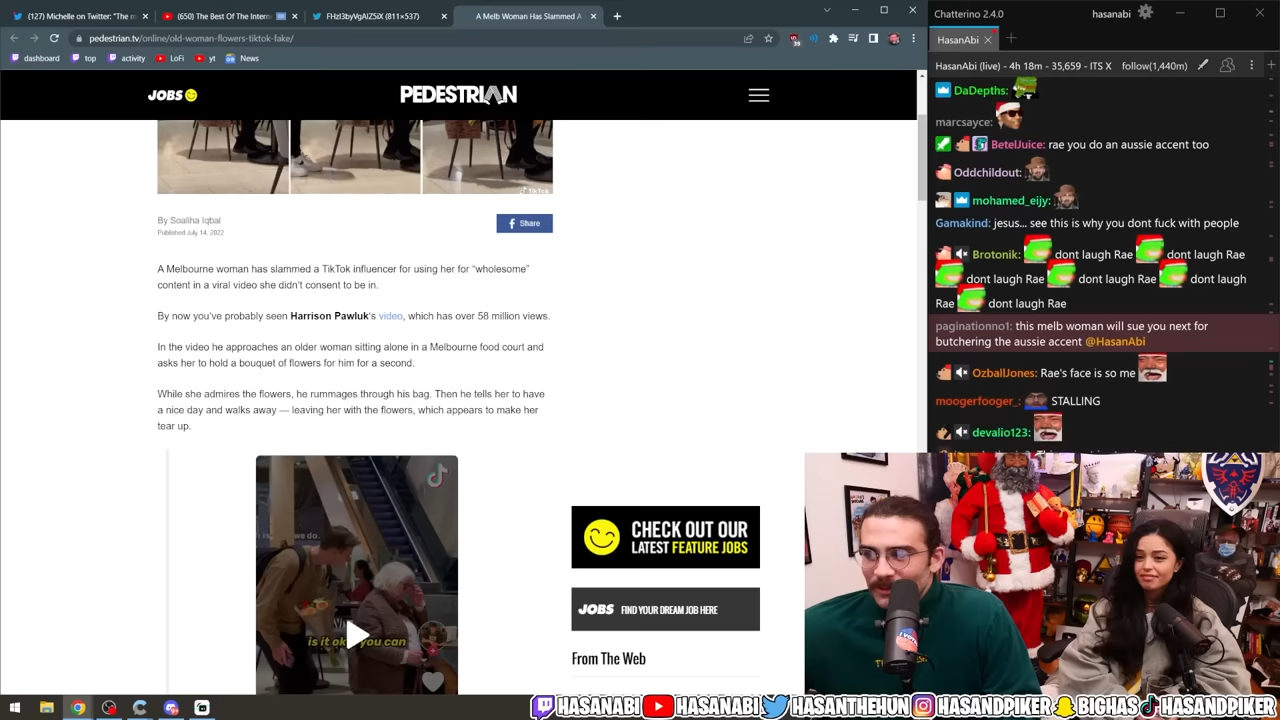 (127) Michelle on Twitter: "The m
(650) The Best Of The Interne
FHzI3byVgAIZSiX (811×537)
A Melb Woman Has Slammed A
pedestrian.tv/online/old-woman-flowers-tiktok-fake/
39
dashboard
top
activity
LoFi
yt
News
JOBS
PEDESTRIAN
TikTok
By Soaliha Iqbal
Published July 14, 2022
Share
A Melbourne woman has slammed a TikTok influencer for using her for “wholesome”
content in a viral video she didn’t consent to be in.
By now you’ve probably seen Harrison Pawluk‘s video, which has over 58 million views.
In the video he approaches an older woman sitting alone in a Melbourne food court and
asks her to hold a bouquet of flowers for him for a second.
While she admires the flowers, he rummages through his bag. Then he tells her to have
a nice day and walks away — leaving her with the flowers, which appears to make her
tear up.
we do.
is it ok you can
CHECK OUT OUR
LATEST FEATURE JOBS
JOBS FIND YOUR DREAM JOB HERE
From The Web
Chatterino 2.4.0
hasanabi
HasanAbi
HasanAbi (live) - 4h 18m - 35,659 - ITS X
follow(1,440m)
DaDepths:
marcsayce:
BetelJuice: rae you do an aussie accent too
Oddchildout:
mohamed_eijy:
Gamakind: jesus... see this is why you dont fuck with people
Brotonik: dont laugh Rae
dont laugh Rae dont laugh
Rae dont laugh Rae
paginationno1: this melb woman will sue you next for
butchering the aussie accent @HasanAbi
OzballJones: Rae's face is so me
moogerfooger_: STALLING
devalio123:
HASANABI HASANABI HASANTHEHUN HASANDPIKER BIGHAS HASANDPIKER